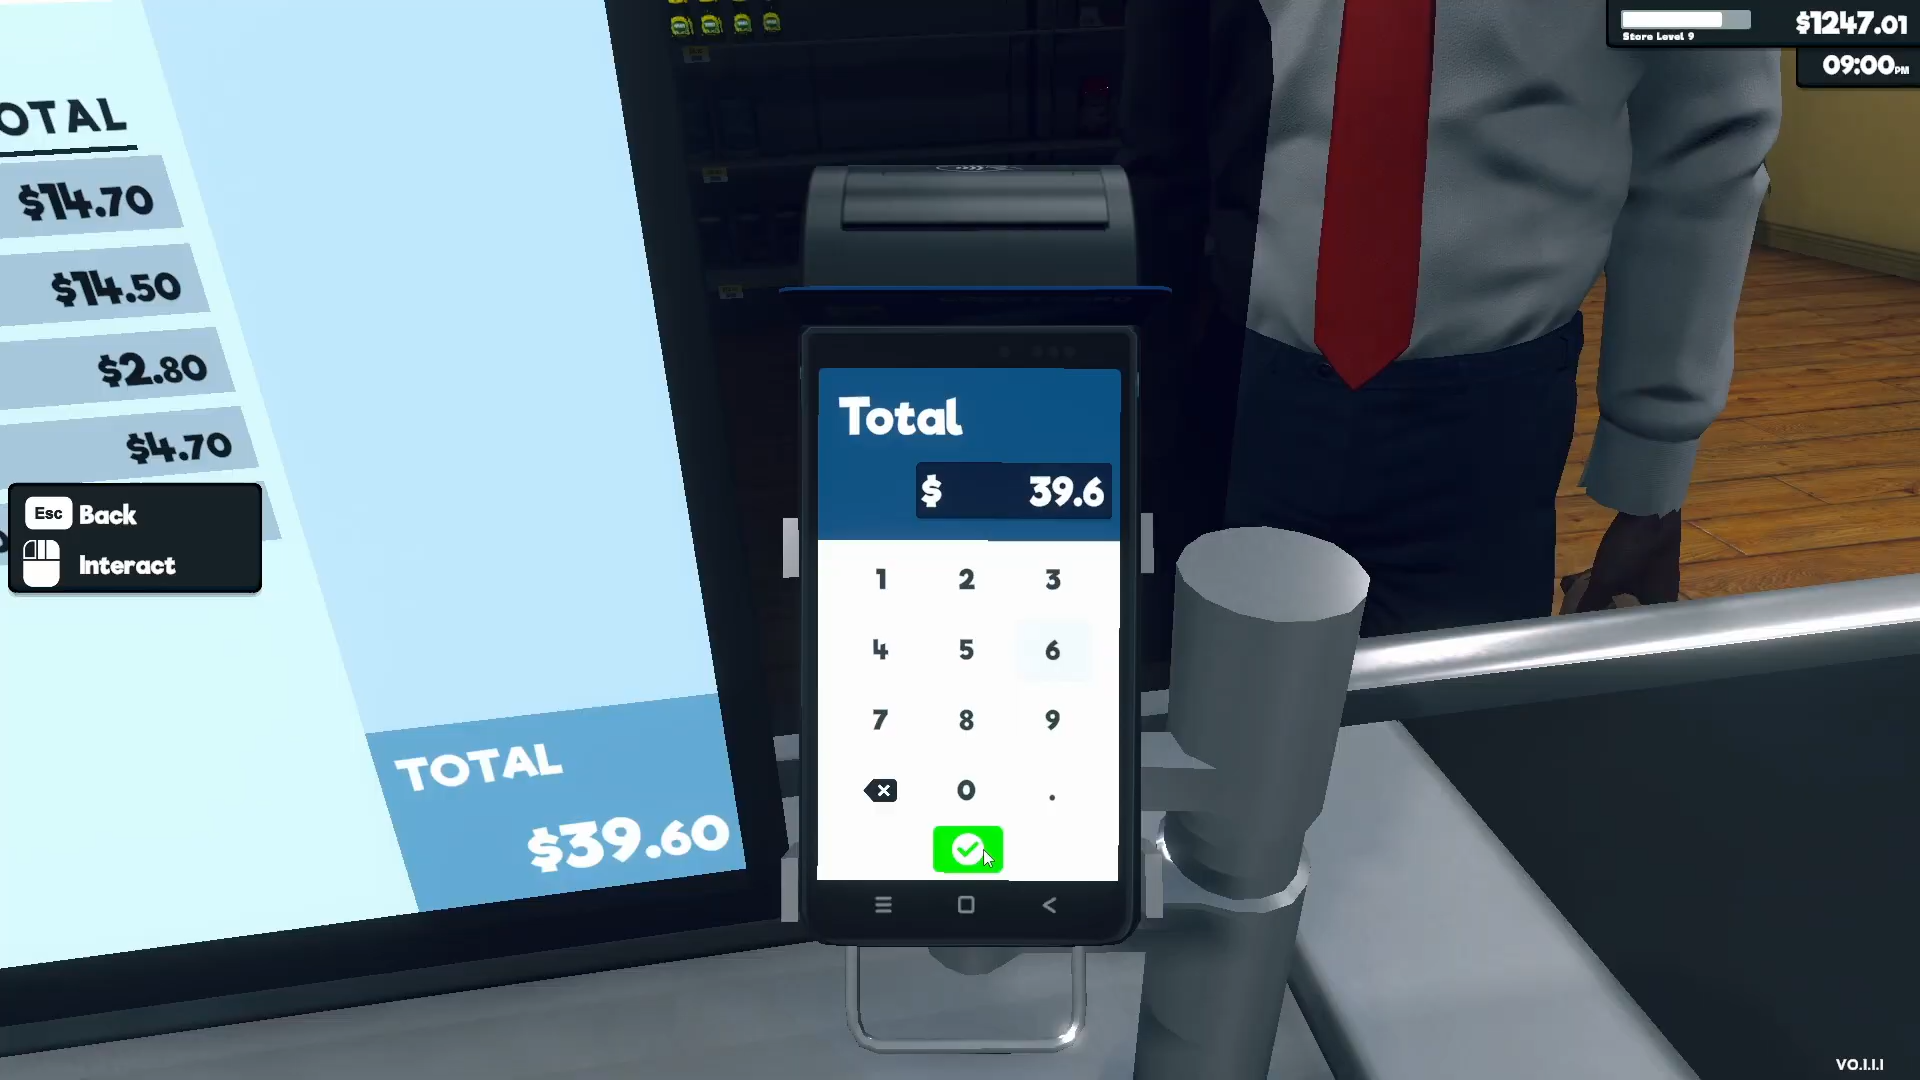 $1247.01
Store Level 9
09:00PM
OTAL
$14.70
$14.50
$2.80
$4.70
Esc Back
Interact
TOTAL
$39.60
Total
$ 39.6
1 2 3
4 5 6
7 8 9
0 .
V0.1.1.1